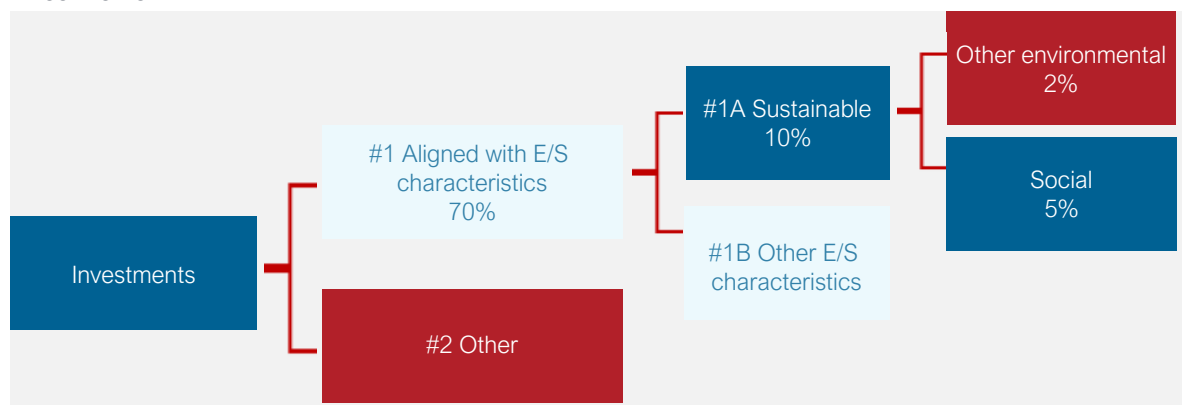 Investments
#1 Aligned with E/S
characteristics
70%
#2 Other
#1A Sustainable
10%
#1B Other E/S
characteristics
Other environmental
2%
Social
5%